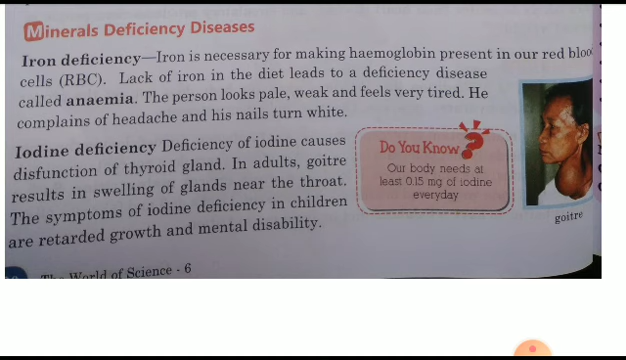 Minerals Deficiency Diseases
Iron deficiency—Iron is necessary for making haemoglobin present in our red bloo
cells (RBC). Lack of iron in the diet leads to a deficiency disease
called anaemia. The person looks pale, weak and feels very tired. He
complains of headache and his nails turn white.
Iodine deficiency Deficiency of iodine causes
disfunction of thyroid gland. In adults, goitre
results in swelling of glands near the throat.
The symptoms of iodine deficiency in children
are retarded growth and mental disability.
Do You Know ?
Our body needs at
least 0.15 mg of iodine
everyday
goitre
The World of Science - 6